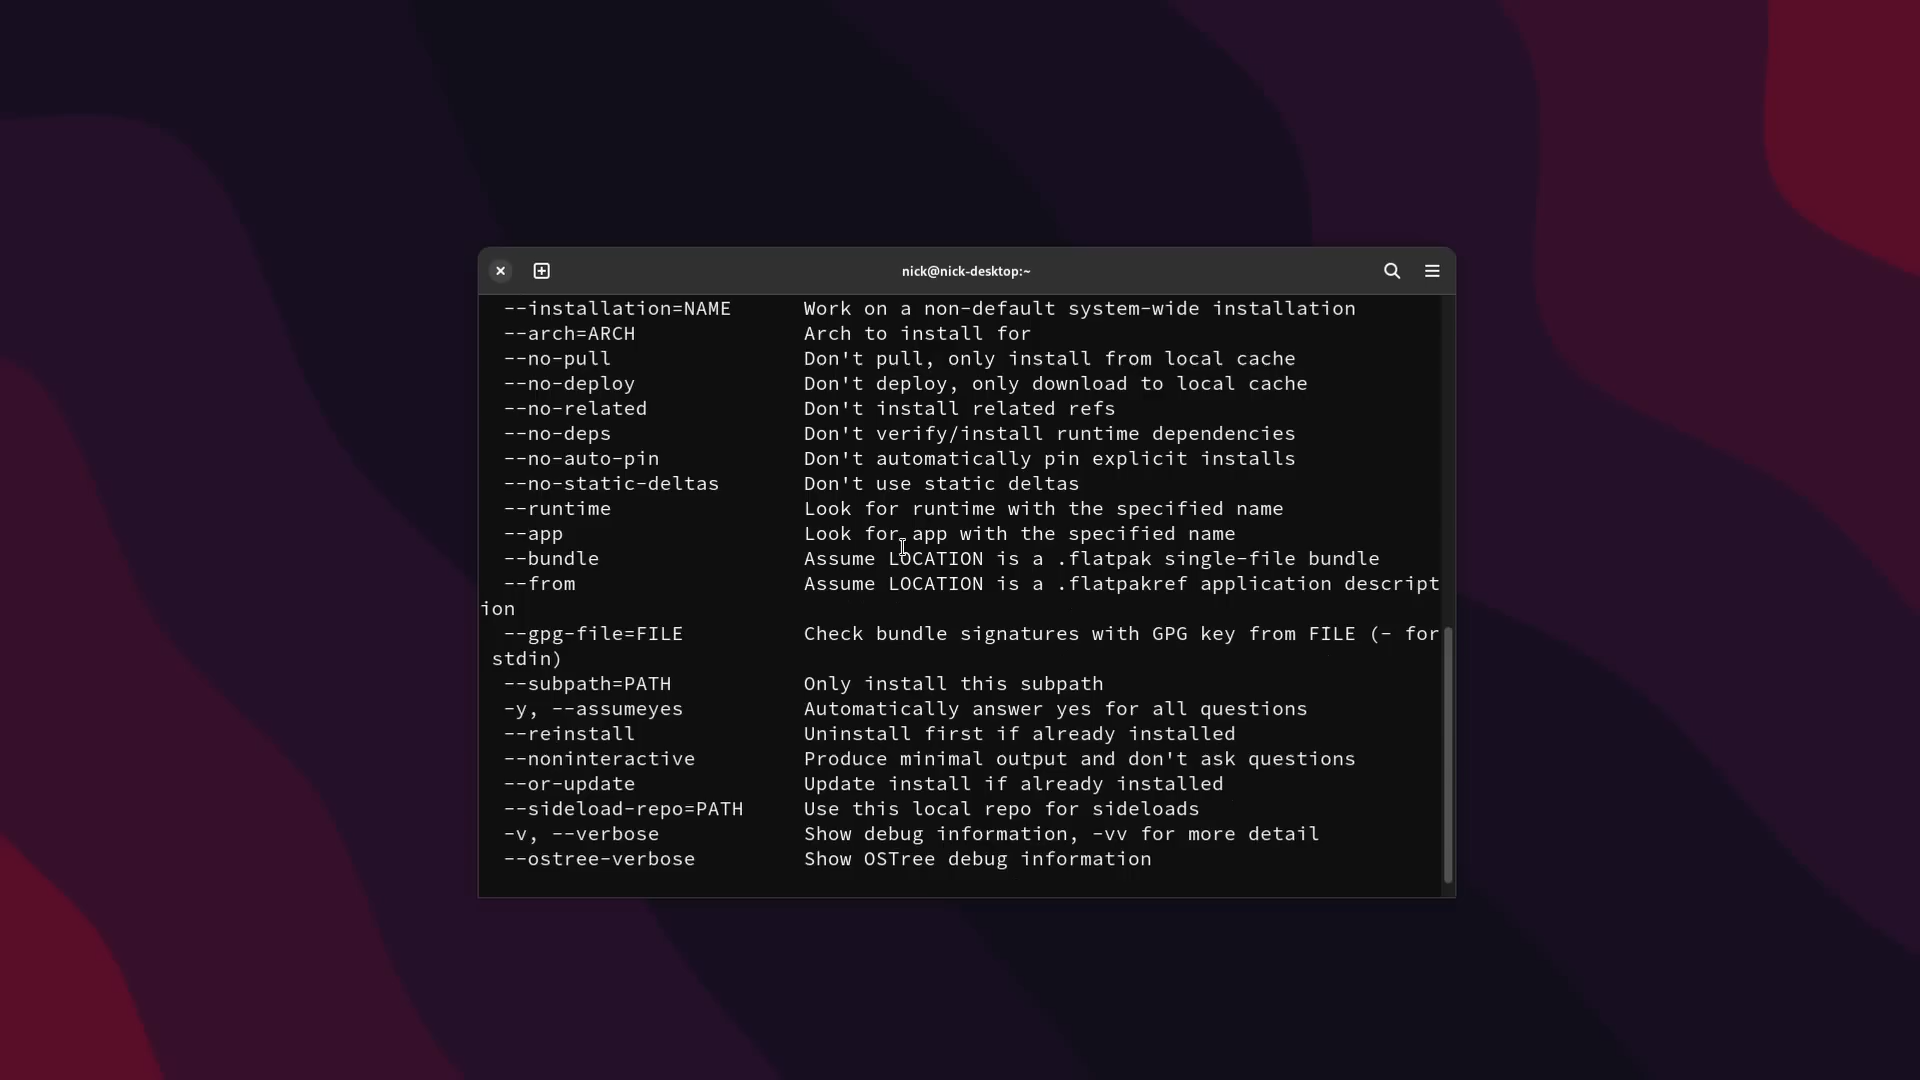 nick@nick-desktop:~
--installation=NAME Work on a non-default system-wide installation
--arch=ARCH Arch to install for
--no-pull Don't pull, only install from local cache
--no-deploy Don't deploy, only download to local cache
--no-related Don't install related refs
--no-deps Don't verify/install runtime dependencies
--no-auto-pin Don't automatically pin explicit installs
--no-static-deltas Don't use static deltas
--runtime Look for runtime with the specified name
--app Look for app with the specified name
--bundle Assume LOCATION is a .flatpak single-file bundle
--from Assume LOCATION is a .flatpakref application descript
ion
--gpg-file=FILE Check bundle signatures with GPG key from FILE (- for
stdin)
--subpath=PATH Only install this subpath
-y, --assumeyes Automatically answer yes for all questions
--reinstall Uninstall first if already installed
--noninteractive Produce minimal output and don't ask questions
--or-update Update install if already installed
--sideload-repo=PATH Use this local repo for sideloads
-v, --verbose Show debug information, -vv for more detail
--ostree-verbose Show OSTree debug information